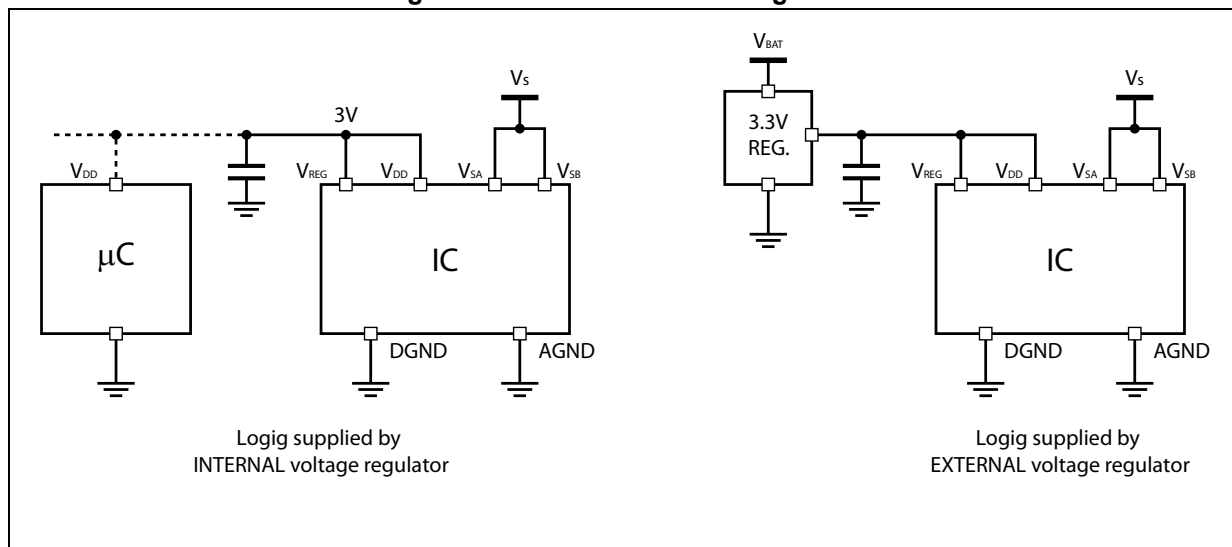 VBAT
Vs
Vs
3V
3.3V
REG.
VDD
VREG
VDD
VSA
VSB
VREG
VDD
VSA
VSB
μC
IC
IC
DGND
AGND
DGND
AGND
Logig supplied by
INTERNAL voltage regulator
Logig supplied by
EXTERNAL voltage regulator